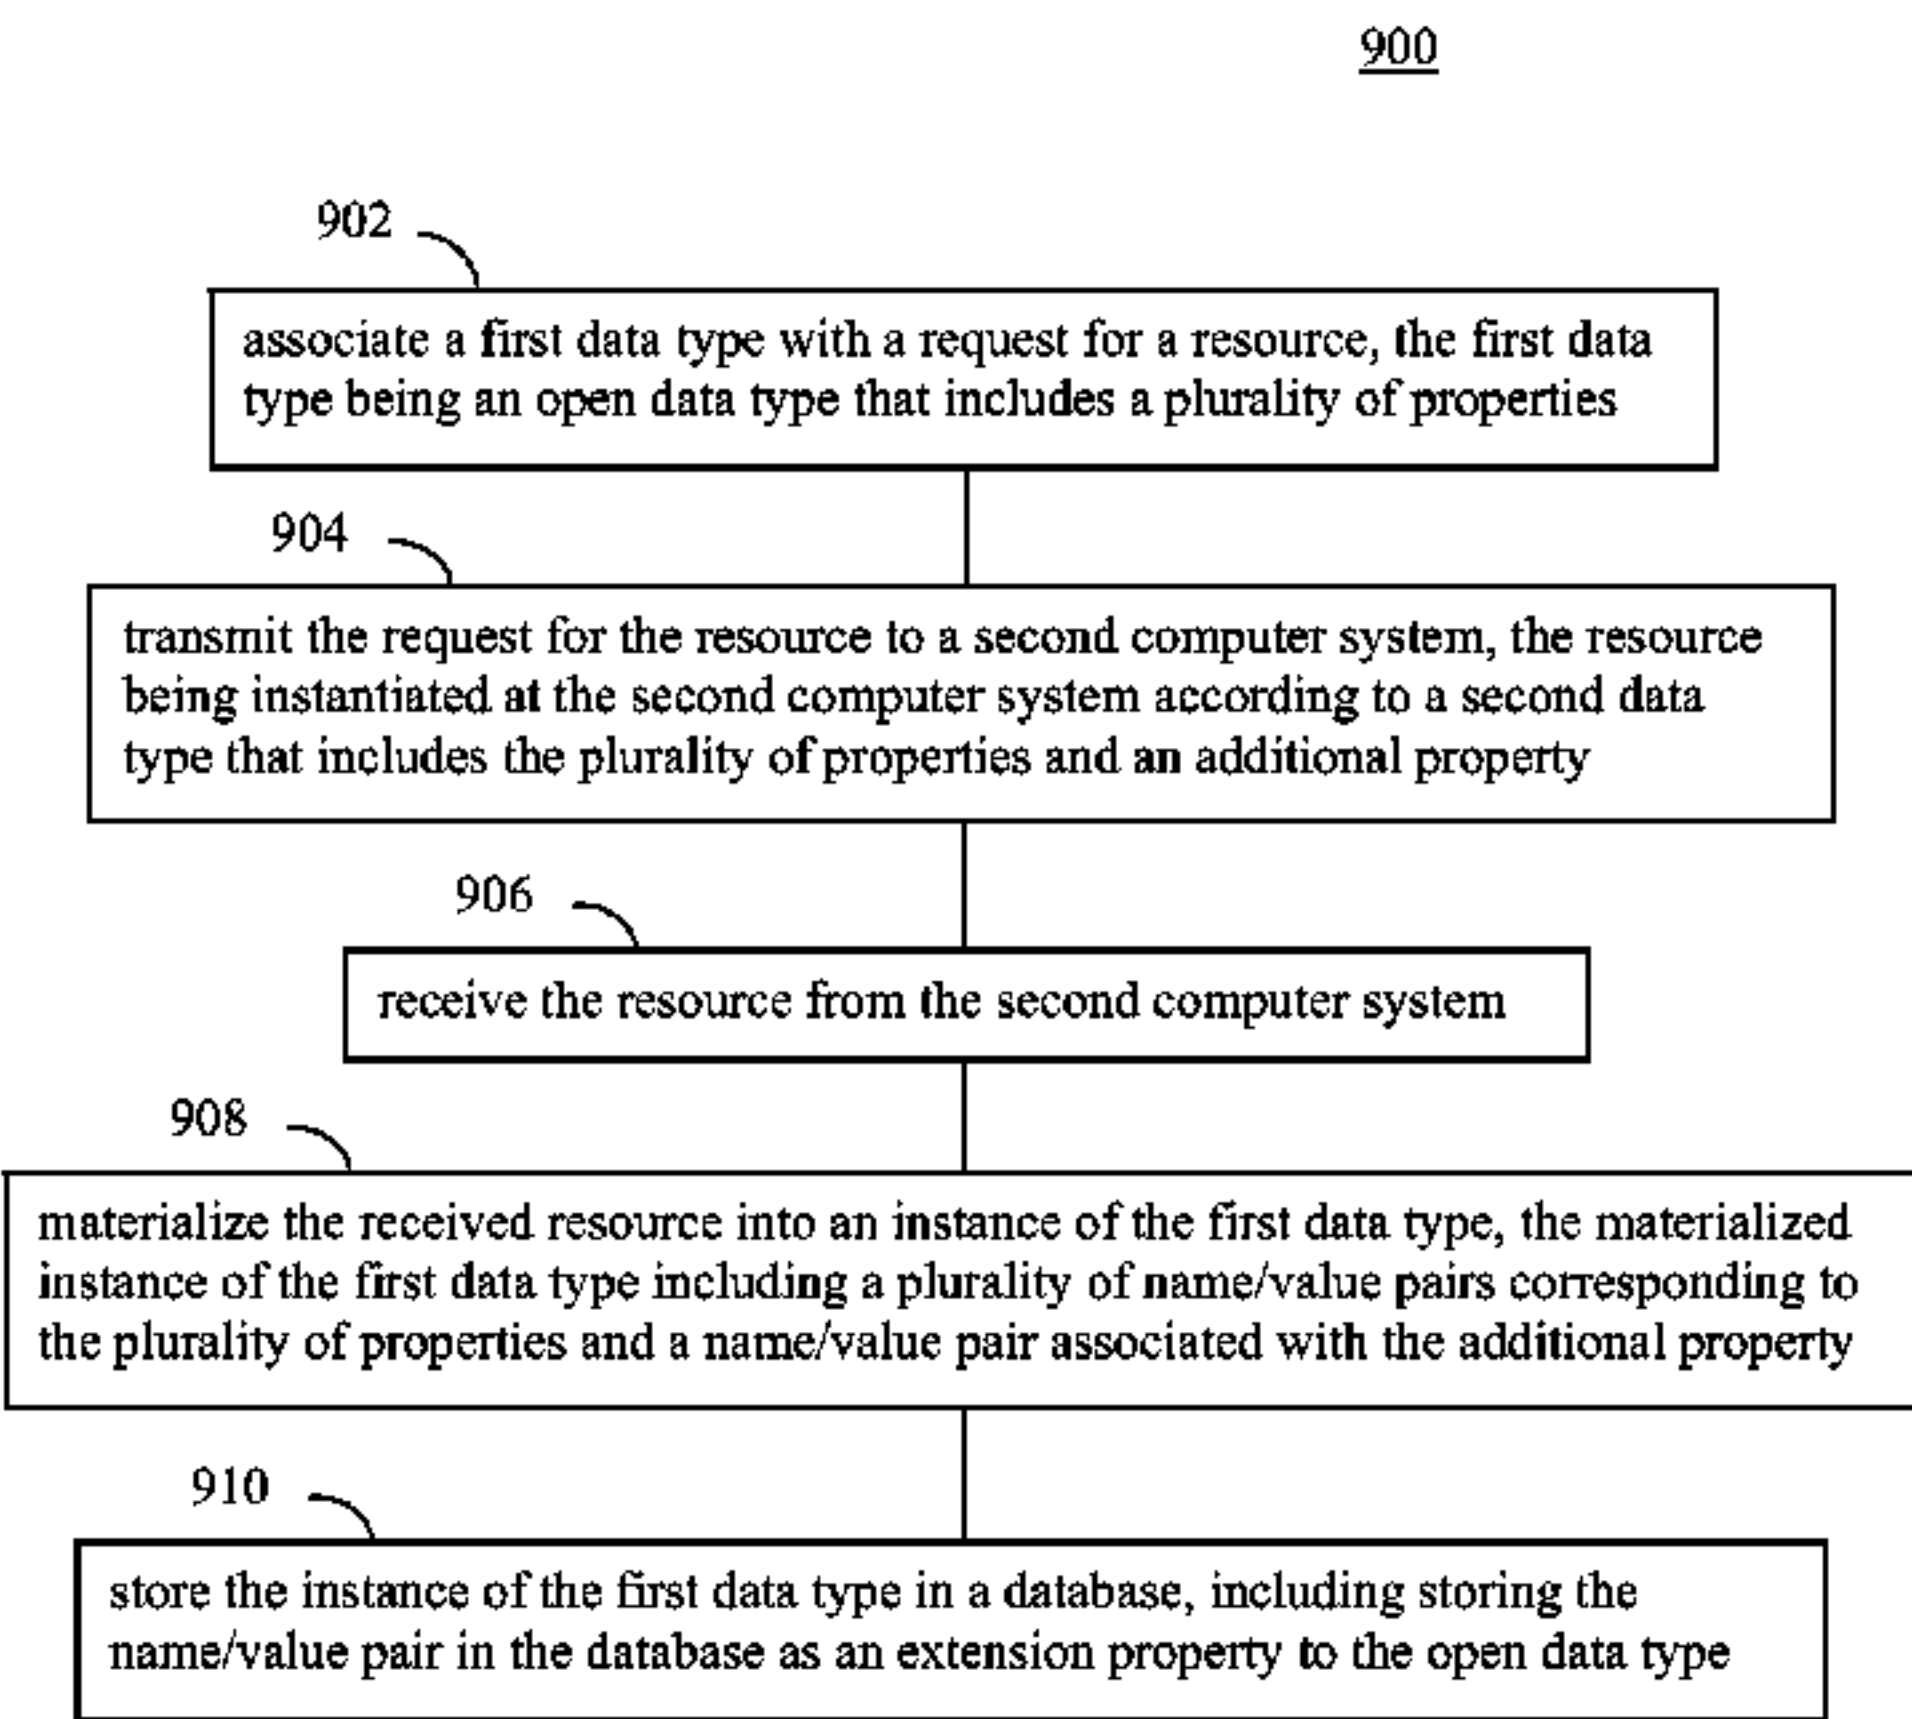 900
902
associate a first data type with a request for a resource, the first data
type being an open data type that includes a plurality of properties
904
transmit the request for the resource to a second computer system, the resource
being instantiated at the second computer system according to a second data
type that includes the plurality of properties and an additional property
906
receive the resource from the second computer system
908
materialize the received resource into an instance of the first data type, the materialized
instance of the first data type including a plurality of name/value pairs corresponding to
the plurality of properties and a name/value pair associated with the additional property
910
store the instance of the first data type in a database, including storing the
name/value pair in the database as an extension property to the open data type